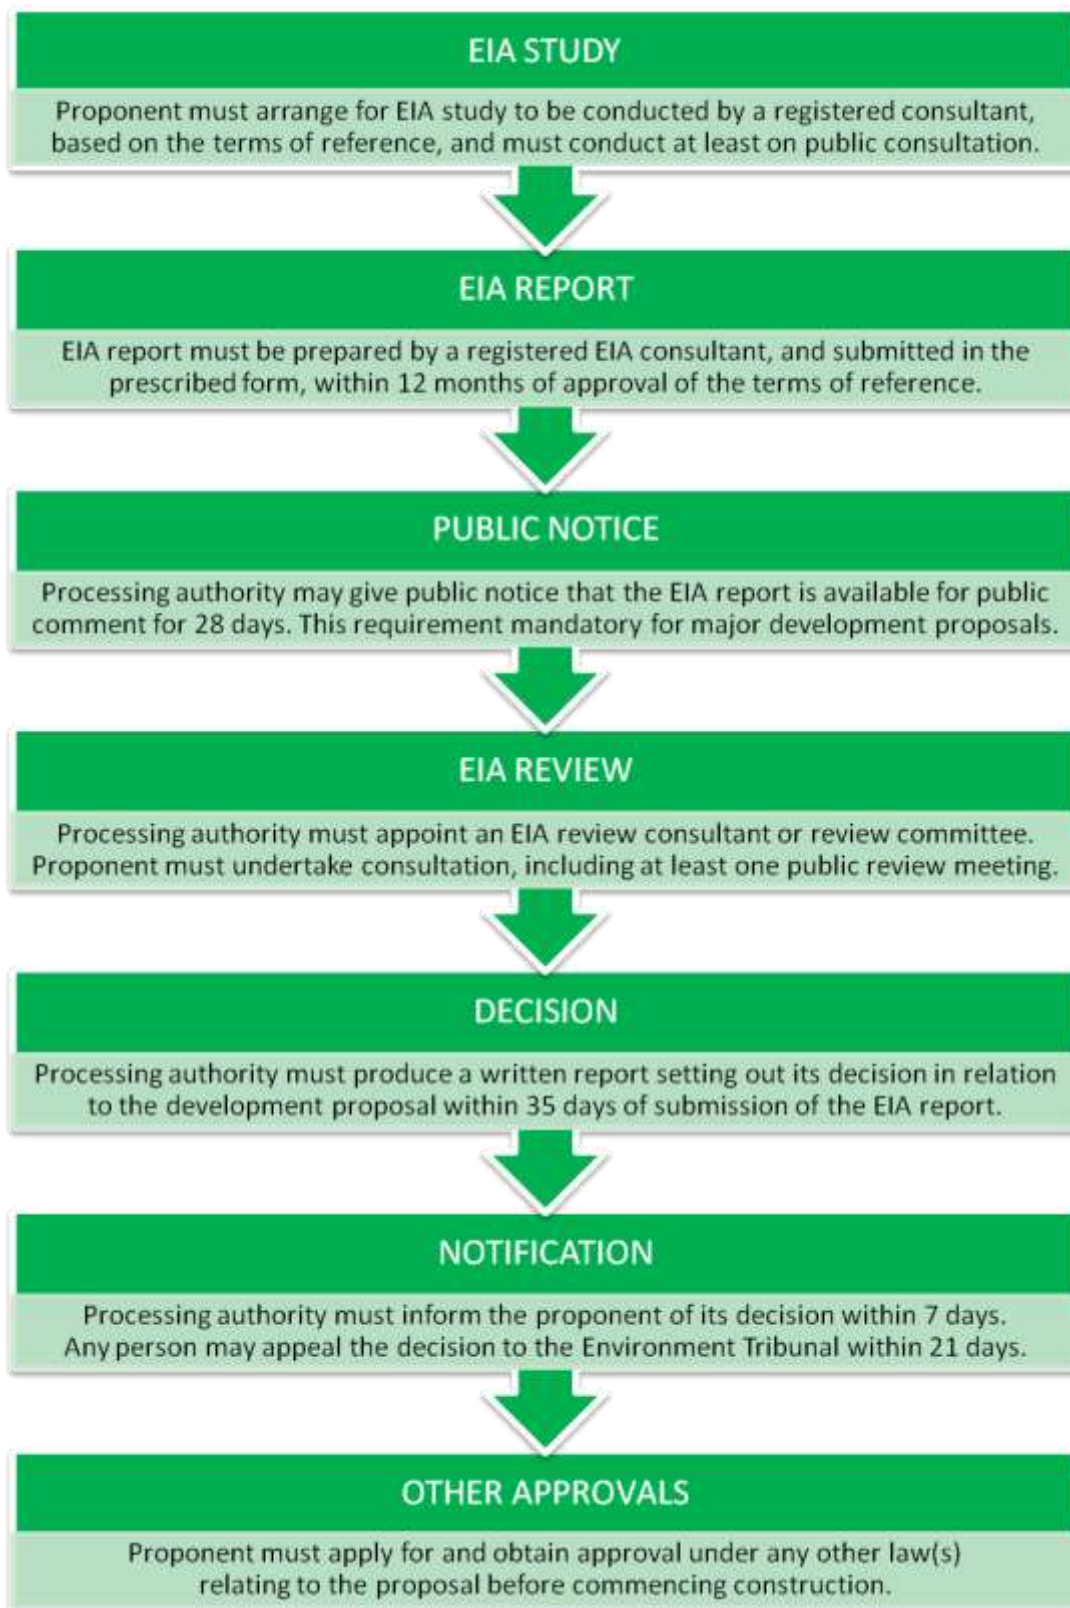 EIA STUDY
Proponent must arrange for EIA study to be conducted by a registered consultant,
based on the terms of reference, and must conduct at least on public consultation.
EIA REPORT
EIA report must be prepared by a registered EIA consultant, and submitted in the
prescribed form, within 12 months of approval of the terms of reference.
PUBLIC NOTICE
Processing authority may give public notice that the EIA report is available for public
comment for 28 days. This requirement mandatory for major development proposals.
EIA REVIEW
Processing authority must appoint an EIA review consultant or review committee.
Proponent must undertake consultation, including at least one public review meeting.
DECISION
Processing authority must produce a written report setting out its decision in relation
to the development proposal within 35 days of submission of the EIA report.
NOTIFICATION
Processing authority must inform the proponent of its decision within 7 days.
Any person may appeal the decision to the Environment Tribunal within 21 days.
OTHER APPROVALS
Proponent must apply for and obtain approval under any other law(s)
relating to the proposal before commencing construction.